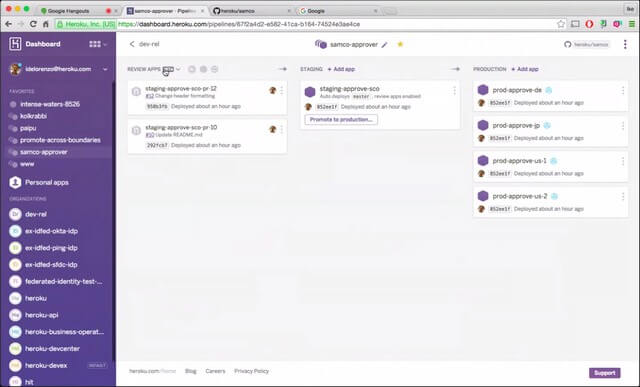 Google Hangouts
samco-approver - Pipelin
heroku/samco
Google
Ike
Heroku, Inc. [US]
https://dashboard.heroku.com/pipelines/
Dashboard
dev-rel
samco-approver
heroku/samco
idelorenzo@heroku.com
REVIEW APPS BETA
STAGING
+ Add app
PRODUCTION
+ Add app
FAVORITES
intense-waters-8526
kolkrabbi
paipu
promote-across-boundaries
samco-approver
www
Personal apps
ORGANIZATIONS
Dr
dev-rel
ex-idfed-okta-idp
ex-idfed-ping-idp
ex-idfed-sfdc-idp
federated-identity-test-...
heroku
heroku-api
heroku-business-operat...
heroku-devcenter
heroku-devex
DEFAULT
hit
staging-approve-sco-pr-12
#12 Change header formatting
958b3fb Deployed about an hour ago
staging-approve-sco-pr-10
#10 Update README.md
292fcb7 Deployed about an hour ago
staging-approve-sco
Auto deploys master, review apps enabled
852ee1f Deployed about an hour ago
Promote to production...
prod-approve-de
852ee1f Deployed about an hour ago
prod-approve-jp
852ee1f Deployed about an hour ago
prod-approve-us-1
852ee1f Deployed about an hour ago
prod-approve-us-2
852ee1f Deployed about an hour ago
heroku.com/home
Blog
Careers
Privacy Policy
Support